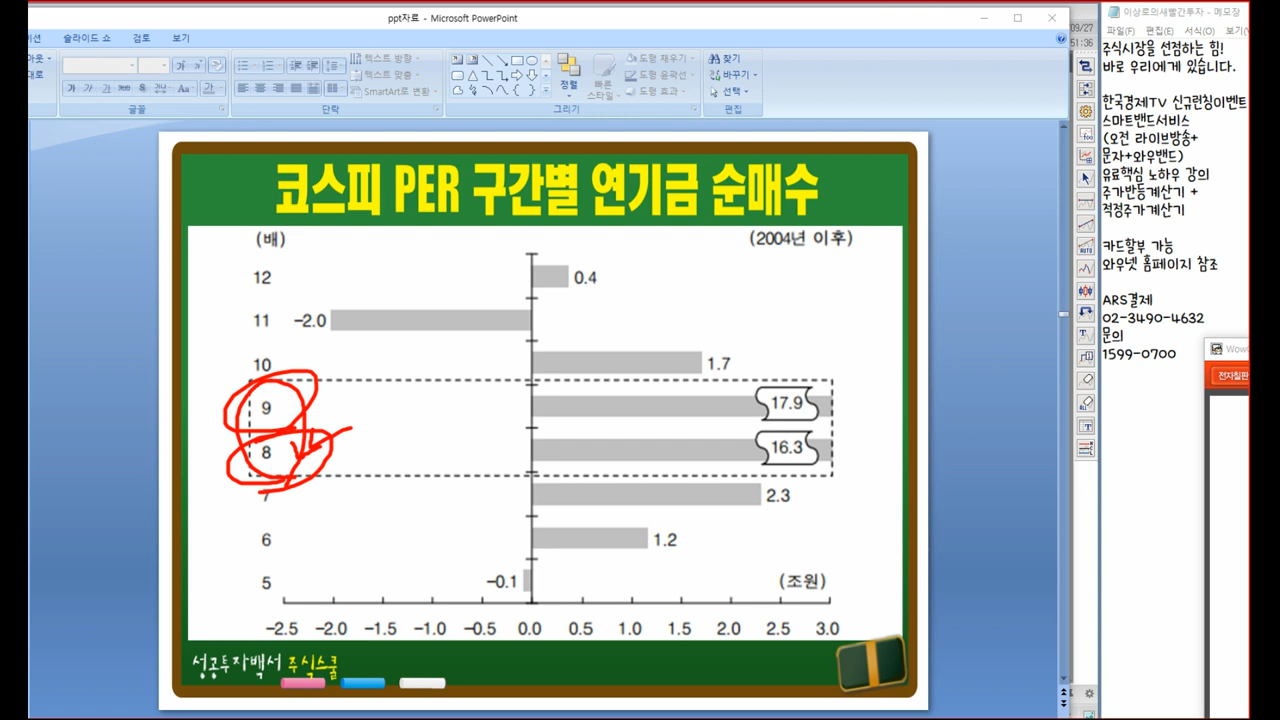 ppt자료 - Microsoft PowerPoint
이션 슬라이드 쇼 검토 보기
아웃
대로
텍스트 방향
텍스트 맞춤
SmartArt로 변환
정렬
빠른
스타일
도형 채우기
도형 윤곽선
도형 효과
찾기
바꾸기
선택
글꼴 단락 그리기 편집
코스피 PER 구간별 연기금 순매수
(배) (2004년 이후)
12 0.4
11 -2.0
10 1.7
9 17.9
8 16.3
7 2.3
6 1.2
5 -0.1 (조원)
-2.5 -2.0 -1.5 -1.0 -0.5 0.0 0.5 1.0 1.5 2.0 2.5 3.0
성공투자백서 주식스쿨
09/27
51:36
이상로의새빨간투자 - 메모장
파일(F) 편집(E) 서식(O) 보기(V
주식시장을 선점하는 힘!
바로 우리에게 있습니다.
한국경제TV 신규런칭이벤트
스마트밴드서비스
(오전 라이브방송+
문자+와우밴드)
유료핵심 노하우 강의
주가반등계산기 +
적정주가계산기
카드할부 가능
와우넷 홈페이지 참조
ARS결제
02-3490-4632
문의
1599-0700
전자칠판